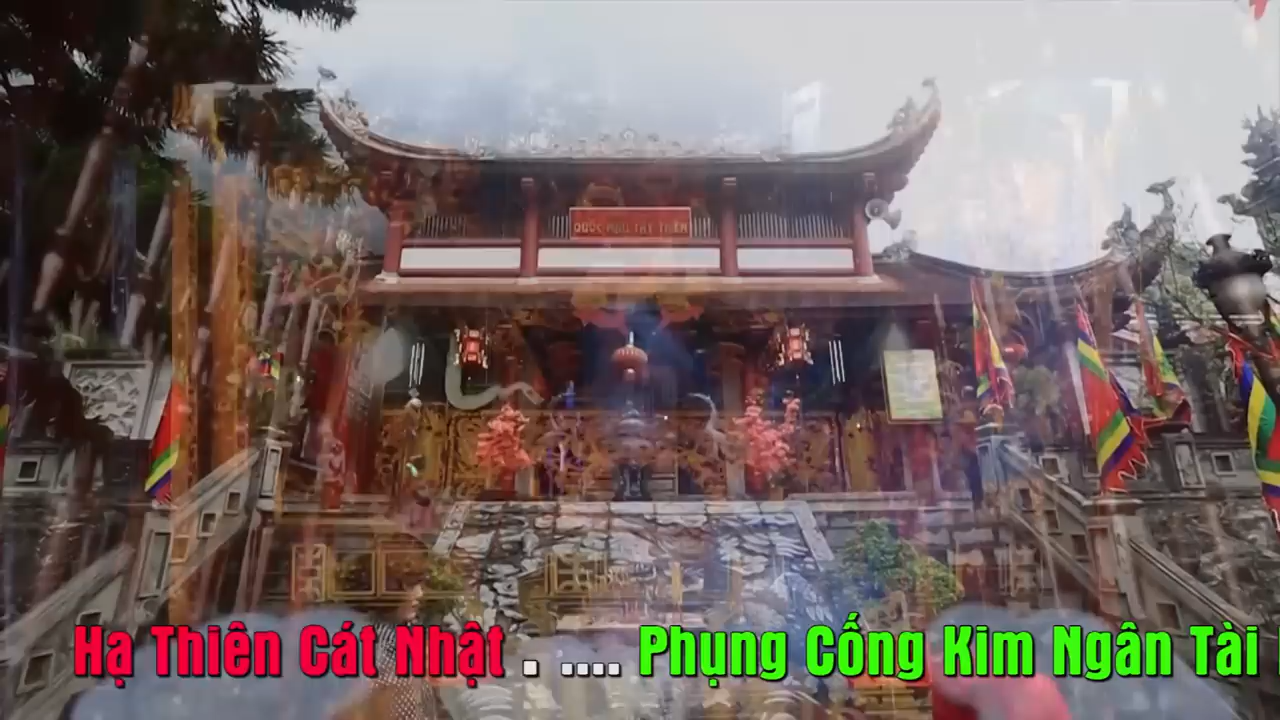 QUỐC MẪU TÂY THIÊN
Hạ Thiên Cát Nhật . .... Phụng Cống Kim Ngân Tài